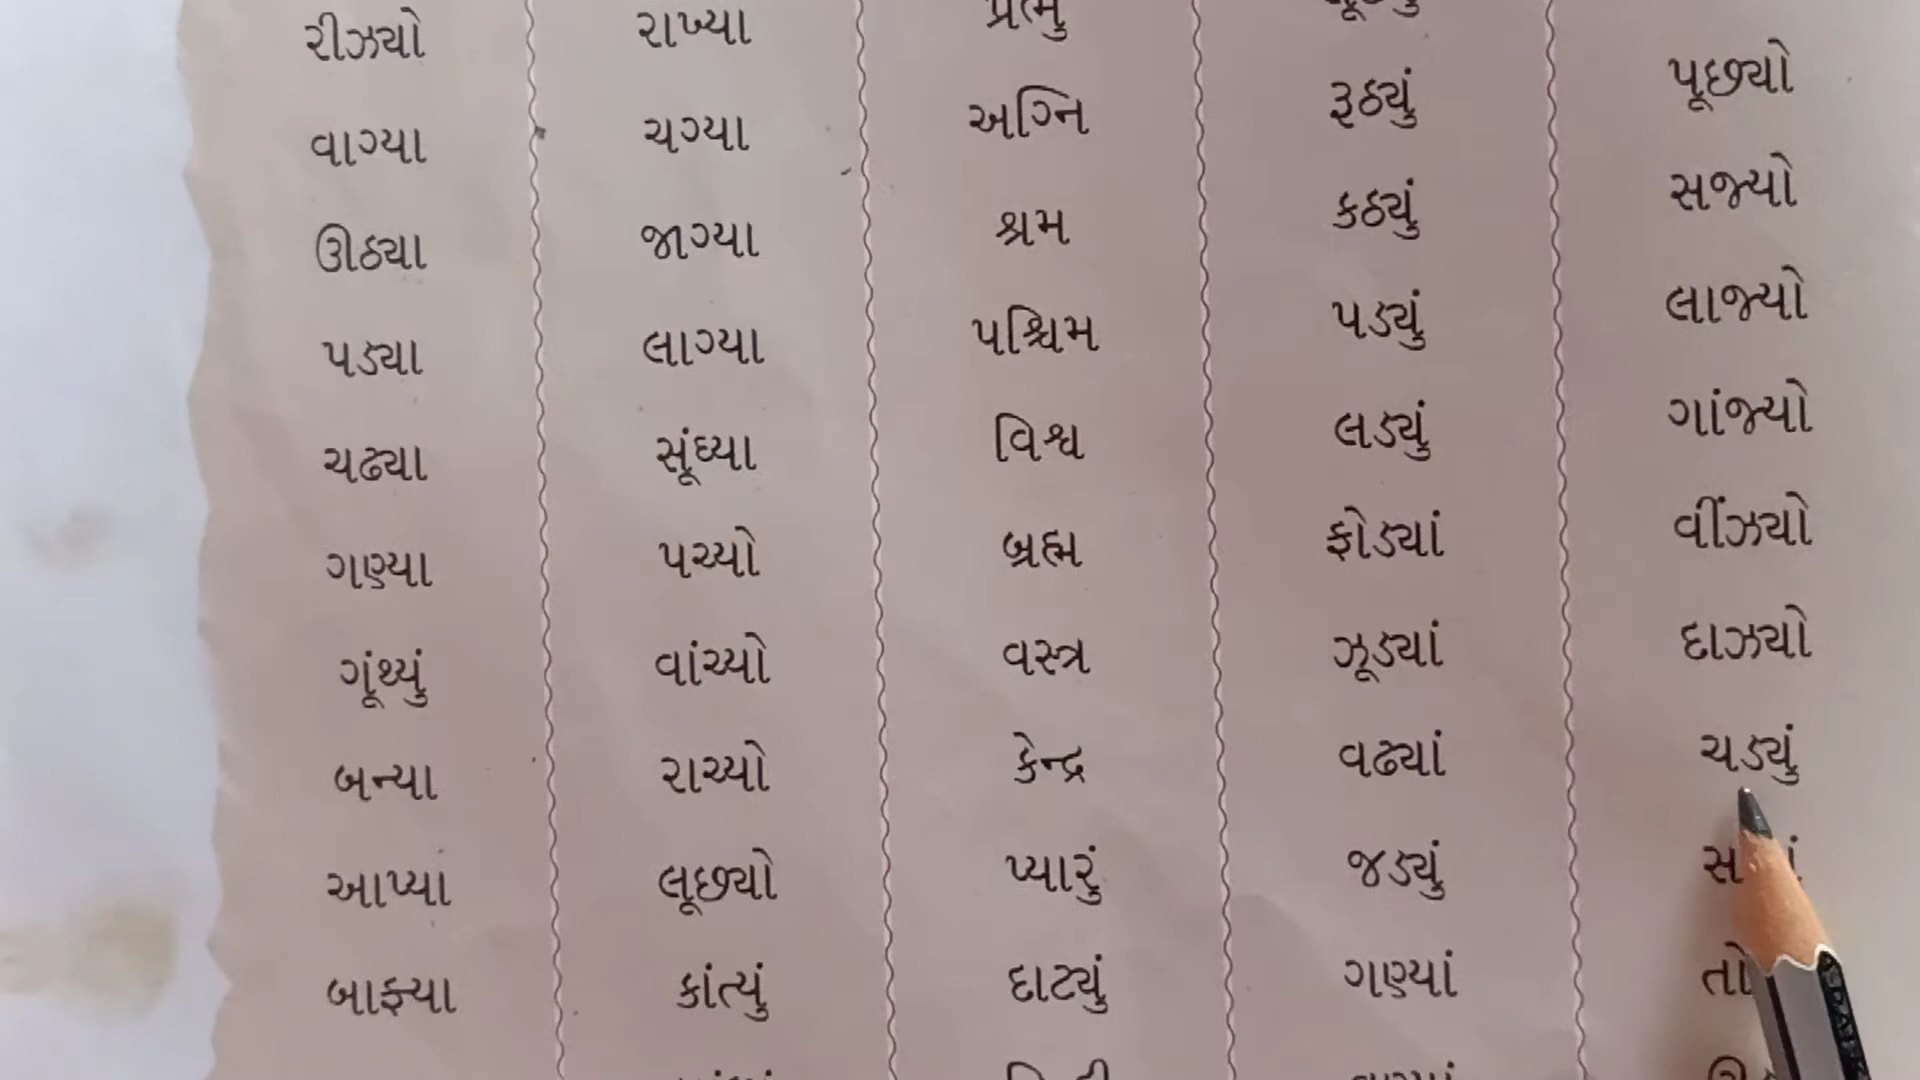 રીઝ્યો
વાગ્યા
ઊઠ્યા
પડ્યા
ચઢ્યા
ગણ્યા
ગૂંથ્યું
બન્યા
આપ્યા
બાફ્યા
રાખ્યા
ચગ્યા
જાગ્યા
લાગ્યા
સૂંઘ્યા
પચ્યો
વાંચ્યો
રાચ્યો
લૂછ્યો
કાંત્યું
અગ્નિ
શ્રમ
પશ્ચિમ
વિશ્વ
બ્રહ્મ
વસ્ત્ર
કેન્દ્ર
પ્યારું
દાટ્યું
રૂઠ્યું
કઠ્યું
પડ્યું
લડ્યું
ફોડ્યાં
ઝૂડ્યાં
વઢ્યાં
જડ્યું
ગણ્યાં
પૂછ્યો
સજ્યો
લાજ્યો
ગાંજ્યો
વીંઝ્યો
દાઝ્યો
ચડ્યું